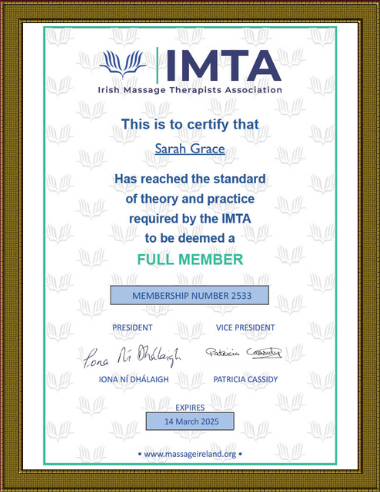 IMTA
Irish Massage Therapists Association
This is to certify that
Sarah Grace
Has reached the standard
of theory and practice
required by the IMTA
to be deemed a
FULL MEMBER
MEMBERSHIP NUMBER 2533
PRESIDENT VICE PRESIDENT
Iona Ní Dhálaigh Patricia Cassidy
IONA NÍ DHÁLAIGH PATRICIA CASSIDY
EXPIRES
14 March 2025
• www.massageireland.org •